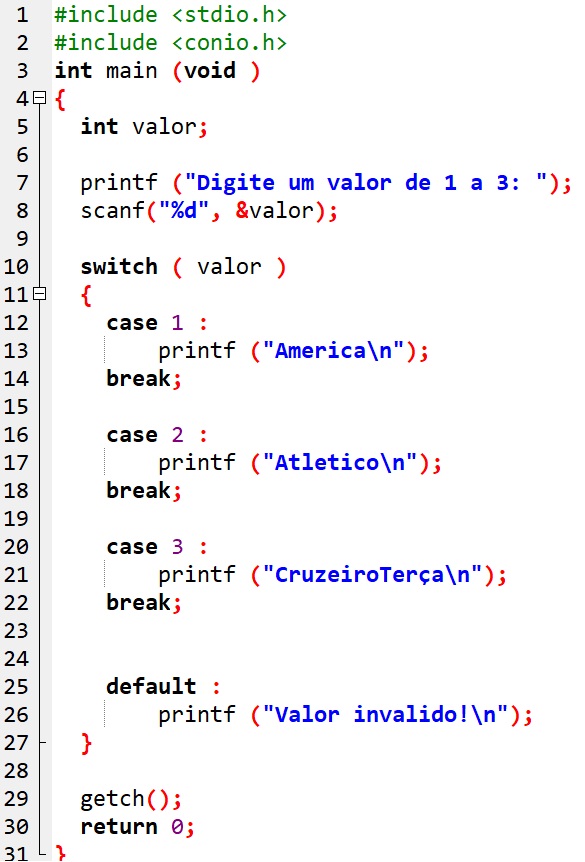 1 #include <stdio.h>
2 #include <conio.h>
3 int main (void )
4 {
5   int valor;
6
7   printf ("Digite um valor de 1 a 3: ");
8   scanf("%d", &valor);
9
10   switch ( valor )
11   {
12     case 1 :
13         printf ("America\n");
14     break;
15
16     case 2 :
17         printf ("Atletico\n");
18     break;
19
20     case 3 :
21         printf ("CruzeiroTerça\n");
22     break;
23
24
25     default :
26         printf ("Valor invalido!\n");
27   }
28
29   getch();
30   return 0;
31 }